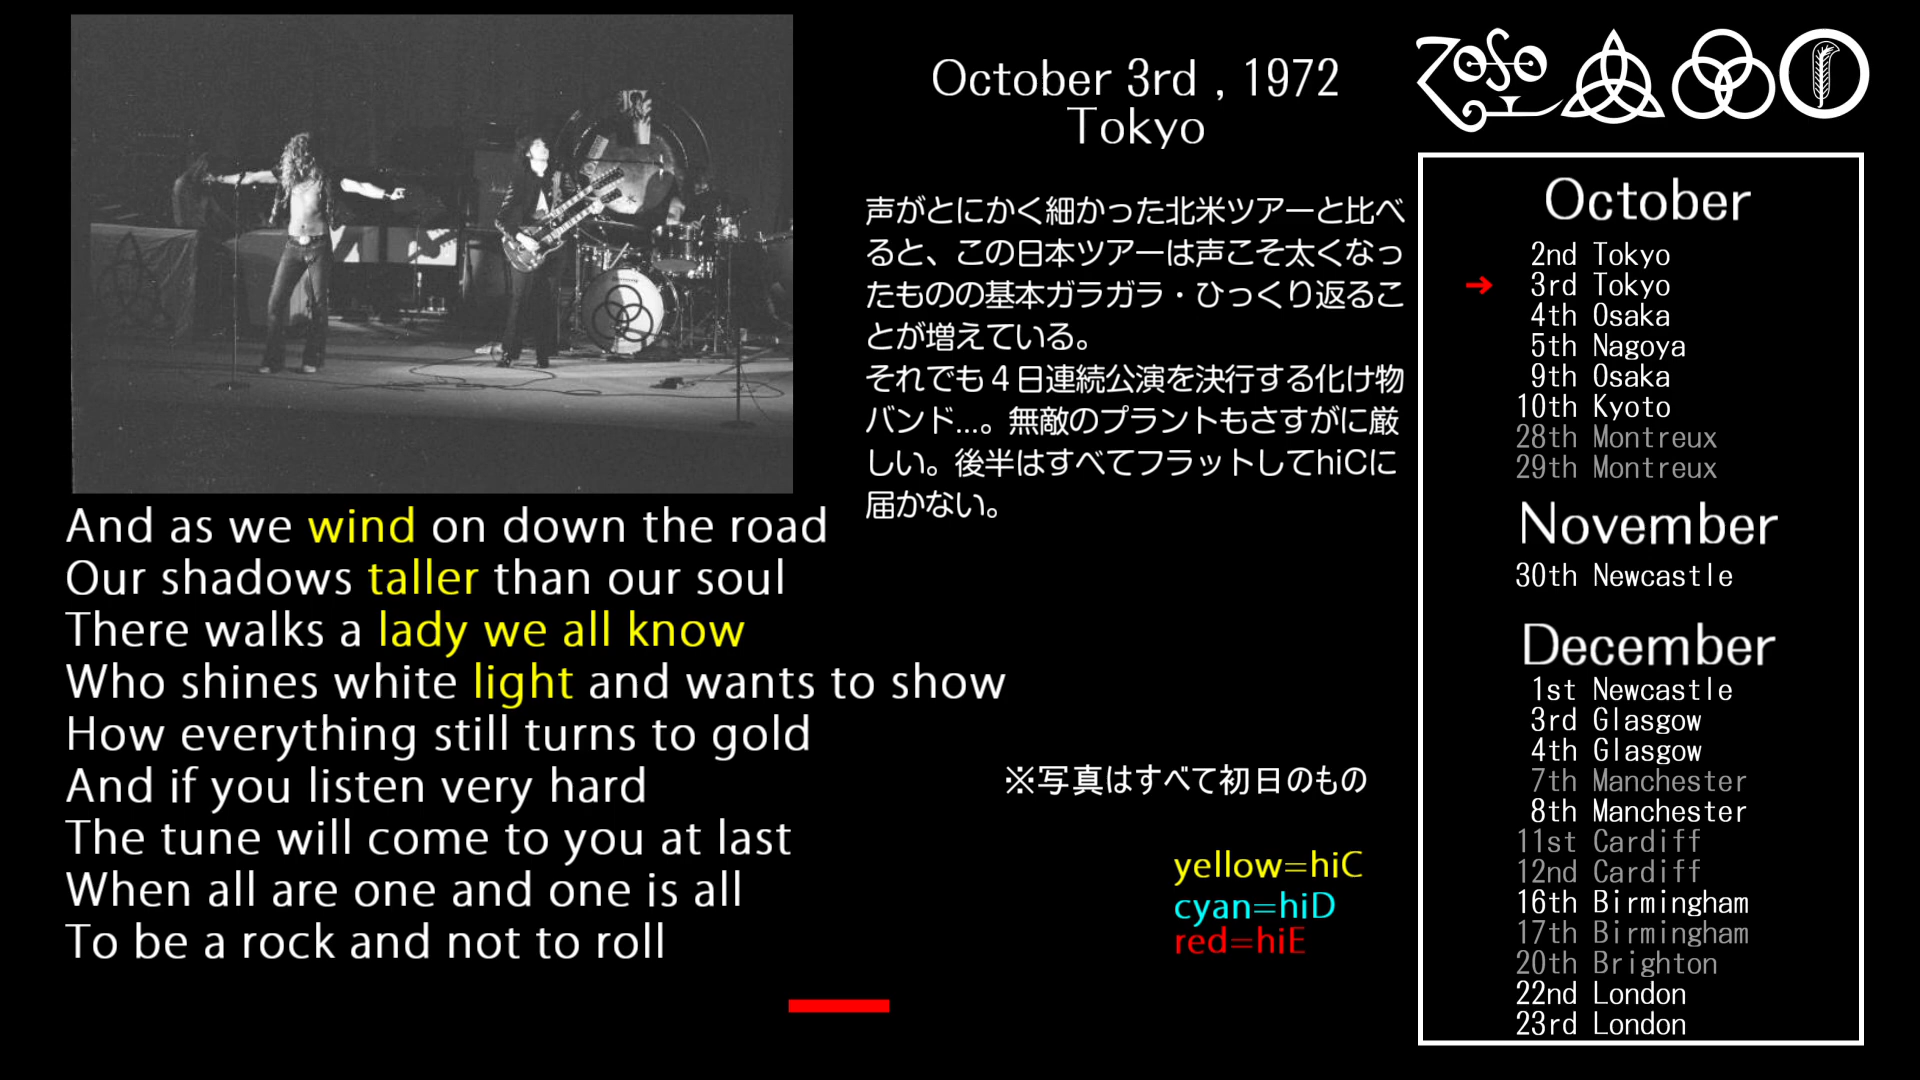 October 3rd , 1972
Tokyo
声がとにかく細かった北米ツアーと比べ
ると、この日本ツアーは声こそ太くなっ
たものの基本ガラガラ・ひっくり返るこ
とが増えている。
それでも４日連続公演を決行する化け物
バンド…。無敵のプラントもさすがに厳
しい。後半はすべてフラットしてhiCに
届かない。
And as we wind on down the road
Our shadows taller than our soul
There walks a lady we all know
Who shines white light and wants to show
How everything still turns to gold
And if you listen very hard
The tune will come to you at last
When all are one and one is all
To be a rock and not to roll
※写真はすべて初日のもの
yellow=hiC
cyan=hiD
red=hiE
ZOSO
October
→ 2nd Tokyo
3rd Tokyo
4th Osaka
5th Nagoya
9th Osaka
10th Kyoto
28th Montreux
29th Montreux
November
30th Newcastle
December
1st Newcastle
3rd Glasgow
4th Glasgow
7th Manchester
8th Manchester
11st Cardiff
12nd Cardiff
16th Birmingham
17th Birmingham
20th Brighton
22nd London
23rd London